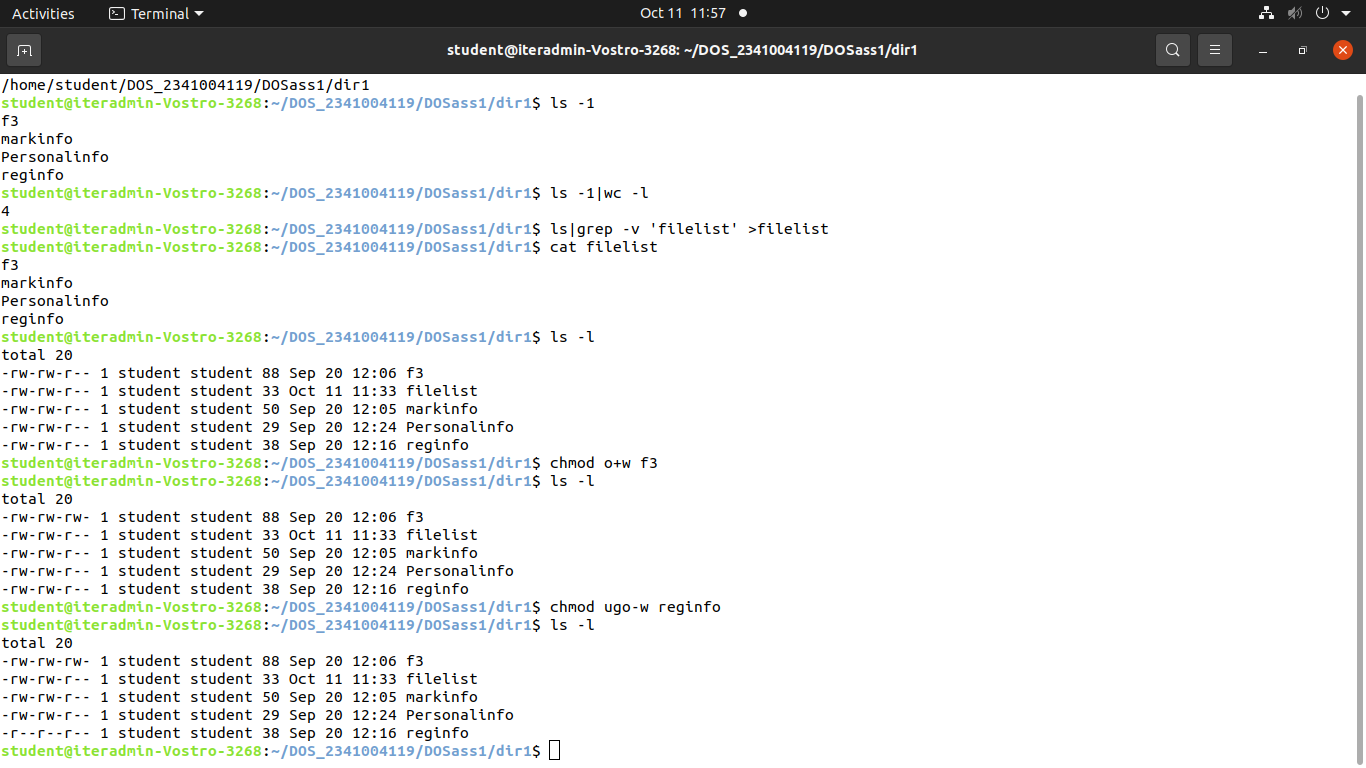 Activities Terminal Oct 11 11:57
student@iteradmin-Vostro-3268: ~/DOS_2341004119/DOSass1/dir1
/home/student/DOS_2341004119/DOSass1/dir1
student@iteradmin-Vostro-3268:~/DOS_2341004119/DOSass1/dir1$ ls -1
f3
markinfo
Personalinfo
reginfo
student@iteradmin-Vostro-3268:~/DOS_2341004119/DOSass1/dir1$ ls -1|wc -l
4
student@iteradmin-Vostro-3268:~/DOS_2341004119/DOSass1/dir1$ ls|grep -v 'filelist' >filelist
student@iteradmin-Vostro-3268:~/DOS_2341004119/DOSass1/dir1$ cat filelist
f3
markinfo
Personalinfo
reginfo
student@iteradmin-Vostro-3268:~/DOS_2341004119/DOSass1/dir1$ ls -l
total 20
-rw-rw-r-- 1 student student 88 Sep 20 12:06 f3
-rw-rw-r-- 1 student student 33 Oct 11 11:33 filelist
-rw-rw-r-- 1 student student 50 Sep 20 12:05 markinfo
-rw-rw-r-- 1 student student 29 Sep 20 12:24 Personalinfo
-rw-rw-r-- 1 student student 38 Sep 20 12:16 reginfo
student@iteradmin-Vostro-3268:~/DOS_2341004119/DOSass1/dir1$ chmod o+w f3
student@iteradmin-Vostro-3268:~/DOS_2341004119/DOSass1/dir1$ ls -l
total 20
-rw-rw-rw- 1 student student 88 Sep 20 12:06 f3
-rw-rw-r-- 1 student student 33 Oct 11 11:33 filelist
-rw-rw-r-- 1 student student 50 Sep 20 12:05 markinfo
-rw-rw-r-- 1 student student 29 Sep 20 12:24 Personalinfo
-rw-rw-r-- 1 student student 38 Sep 20 12:16 reginfo
student@iteradmin-Vostro-3268:~/DOS_2341004119/DOSass1/dir1$ chmod ugo-w reginfo
student@iteradmin-Vostro-3268:~/DOS_2341004119/DOSass1/dir1$ ls -l
total 20
-rw-rw-rw- 1 student student 88 Sep 20 12:06 f3
-rw-rw-r-- 1 student student 33 Oct 11 11:33 filelist
-rw-rw-r-- 1 student student 50 Sep 20 12:05 markinfo
-rw-rw-r-- 1 student student 29 Sep 20 12:24 Personalinfo
-r--r--r-- 1 student student 38 Sep 20 12:16 reginfo
student@iteradmin-Vostro-3268:~/DOS_2341004119/DOSass1/dir1$